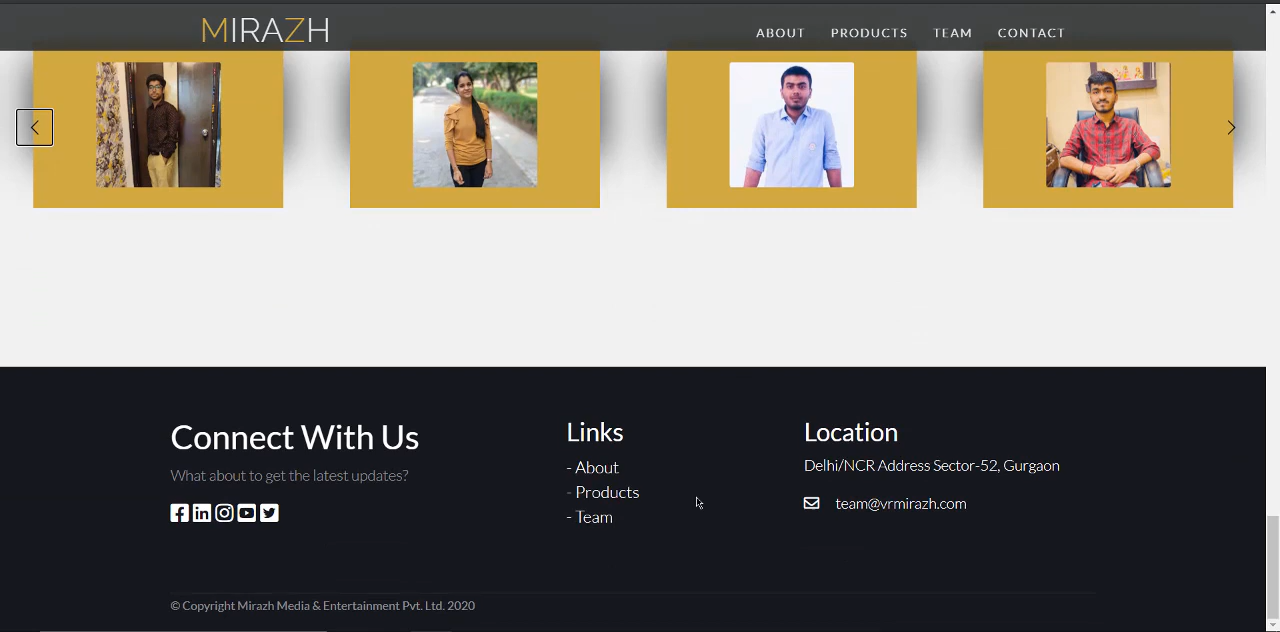 MIRAZH
ABOUT PRODUCTS TEAM CONTACT
Connect With Us
What about to get the latest updates?
Links
- About
- Products
- Team
Location
Delhi/NCR Address Sector-52, Gurgaon
team@vrmirazh.com
© Copyright Mirazh Media & Entertainment Pvt. Ltd. 2020